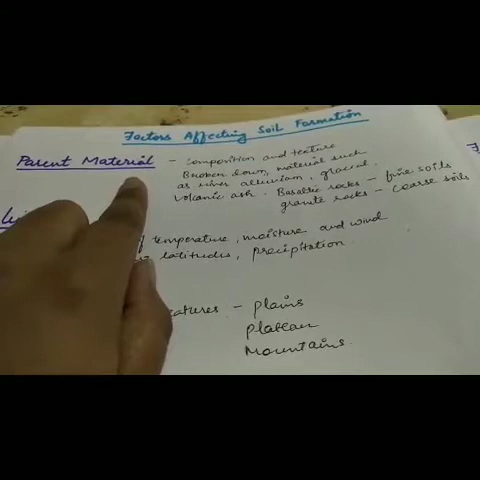 Factors Affecting Soil Formation
Parent Material - Composition and texture
Broken down, material such
as river alluvium, glacial.
Volcanic ash. Basaltic rocks - fine soils
granite rocks - coarse soils
temperature, moisture and wind
latitudes, precipitation.
- plains
Plateau
Mountains.